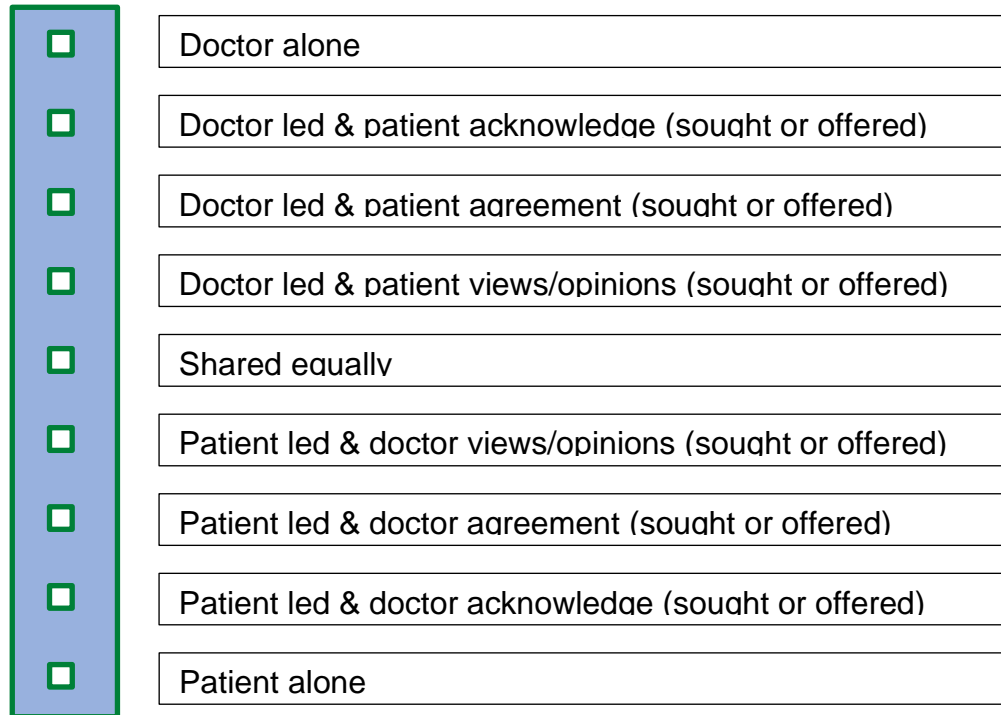 Doctor alone
Doctor led & patient acknowledge (sought or offered)
Doctor led & patient agreement (sought or offered)
Doctor led & patient views/opinions (sought or offered)
Shared equally
Patient led & doctor views/opinions (sought or offered)
Patient led & doctor agreement (sought or offered)
Patient led & doctor acknowledge (sought or offered)
Patient alone